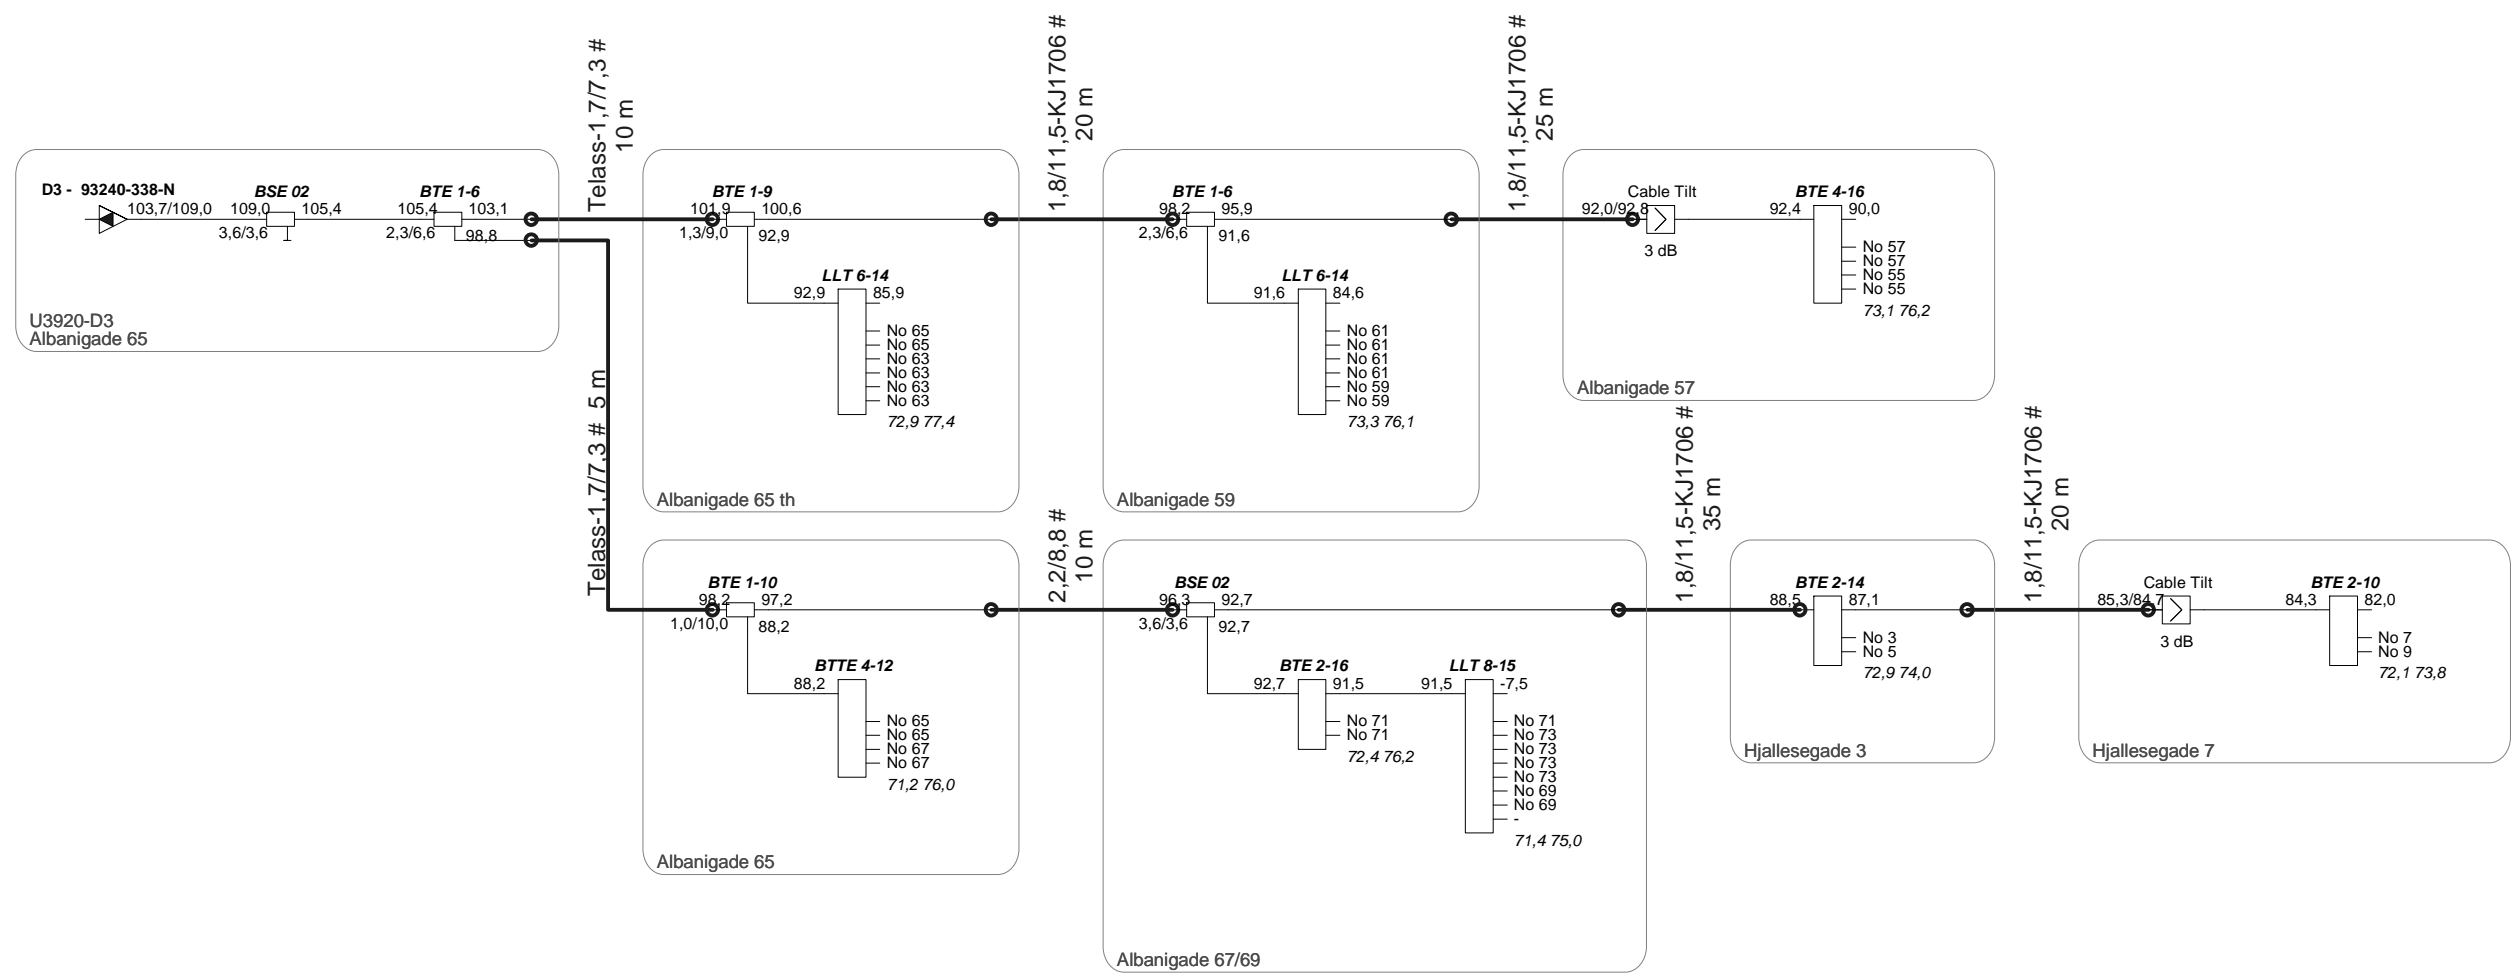 Telass-1,7/7,3 #
10 m
1,8/11,5-KJ1706 #
20 m
1,8/11,5-KJ1706 #
25 m
D3 - 93240-338-N
103,7/109,0
BSE 02
109,0
105,4
3,6/3,6
BTE 1-6
105,4
103,1
2,3/6,6
98,8
U3920-D3
Albanigade 65
BTE 1-9
101,9
100,6
1,3/9,0
92,9
LLT 6-14
92,9
85,9
No 65
No 65
No 63
No 63
No 63
No 63
72,9 77,4
Albanigade 65 th
BTE 1-6
98,2
95,9
2,3/6,6
91,6
LLT 6-14
91,6
84,6
No 61
No 61
No 61
No 61
No 59
No 59
73,3 76,1
Albanigade 59
Cable Tilt
92,0/92,8
3 dB
BTE 4-16
92,4
90,0
No 57
No 57
No 55
No 55
73,1 76,2
Albanigade 57
Telass-1,7/7,3 # 5 m
2,2/8,8 #
10 m
1,8/11,5-KJ1706 #
35 m
1,8/11,5-KJ1706 #
20 m
BTE 1-10
98,2
97,2
1,0/10,0
88,2
BTTE 4-12
88,2
No 65
No 65
No 67
No 67
71,2 76,0
Albanigade 65
BSE 02
96,3
92,7
3,6/3,6
92,7
BTE 2-16
92,7
91,5
No 71
No 71
72,4 76,2
LLT 8-15
91,5
-7,5
No 71
No 73
No 73
No 73
No 73
No 69
No 69
-
71,4 75,0
Albanigade 67/69
BTE 2-14
88,5
87,1
No 3
No 5
72,9 74,0
Hjallesegade 3
Cable Tilt
85,3/84,7
3 dB
BTE 2-10
84,3
82,0
No 7
No 9
72,1 73,8
Hjallesegade 7